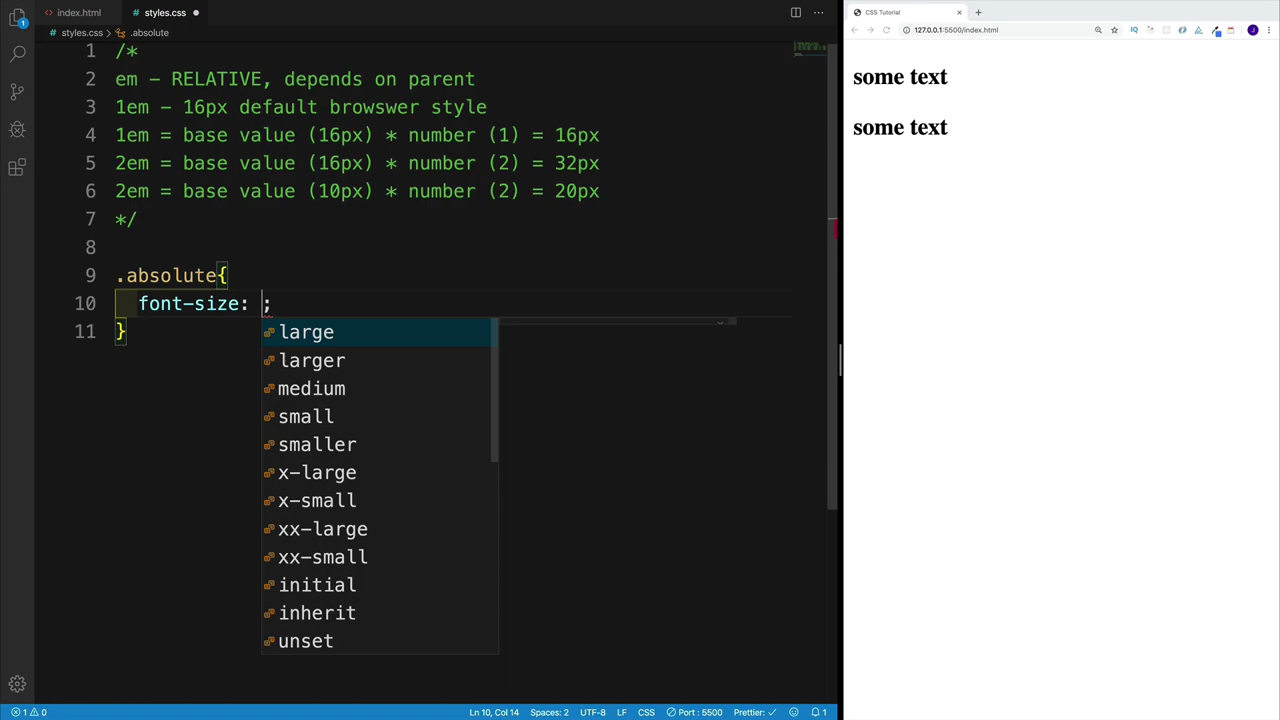 index.html
styles.css
styles.css > .absolute
1 /*
2 em - RELATIVE, depends on parent
3 1em - 16px default browswer style
4 1em = base value (16px) * number (1) = 16px
5 2em = base value (16px) * number (2) = 32px
6 2em = base value (10px) * number (2) = 20px
7 */
8
9 .absolute{
10 font-size: ;
11 }
large
larger
medium
small
smaller
x-large
x-small
xx-large
xx-small
initial
inherit
unset
1 0 Ln 10, Col 14 Spaces: 2 UTF-8 LF CSS Port : 5500 Prettier: 1
CSS Tutorial
127.0.0.1:5500/index.html
some text
some text